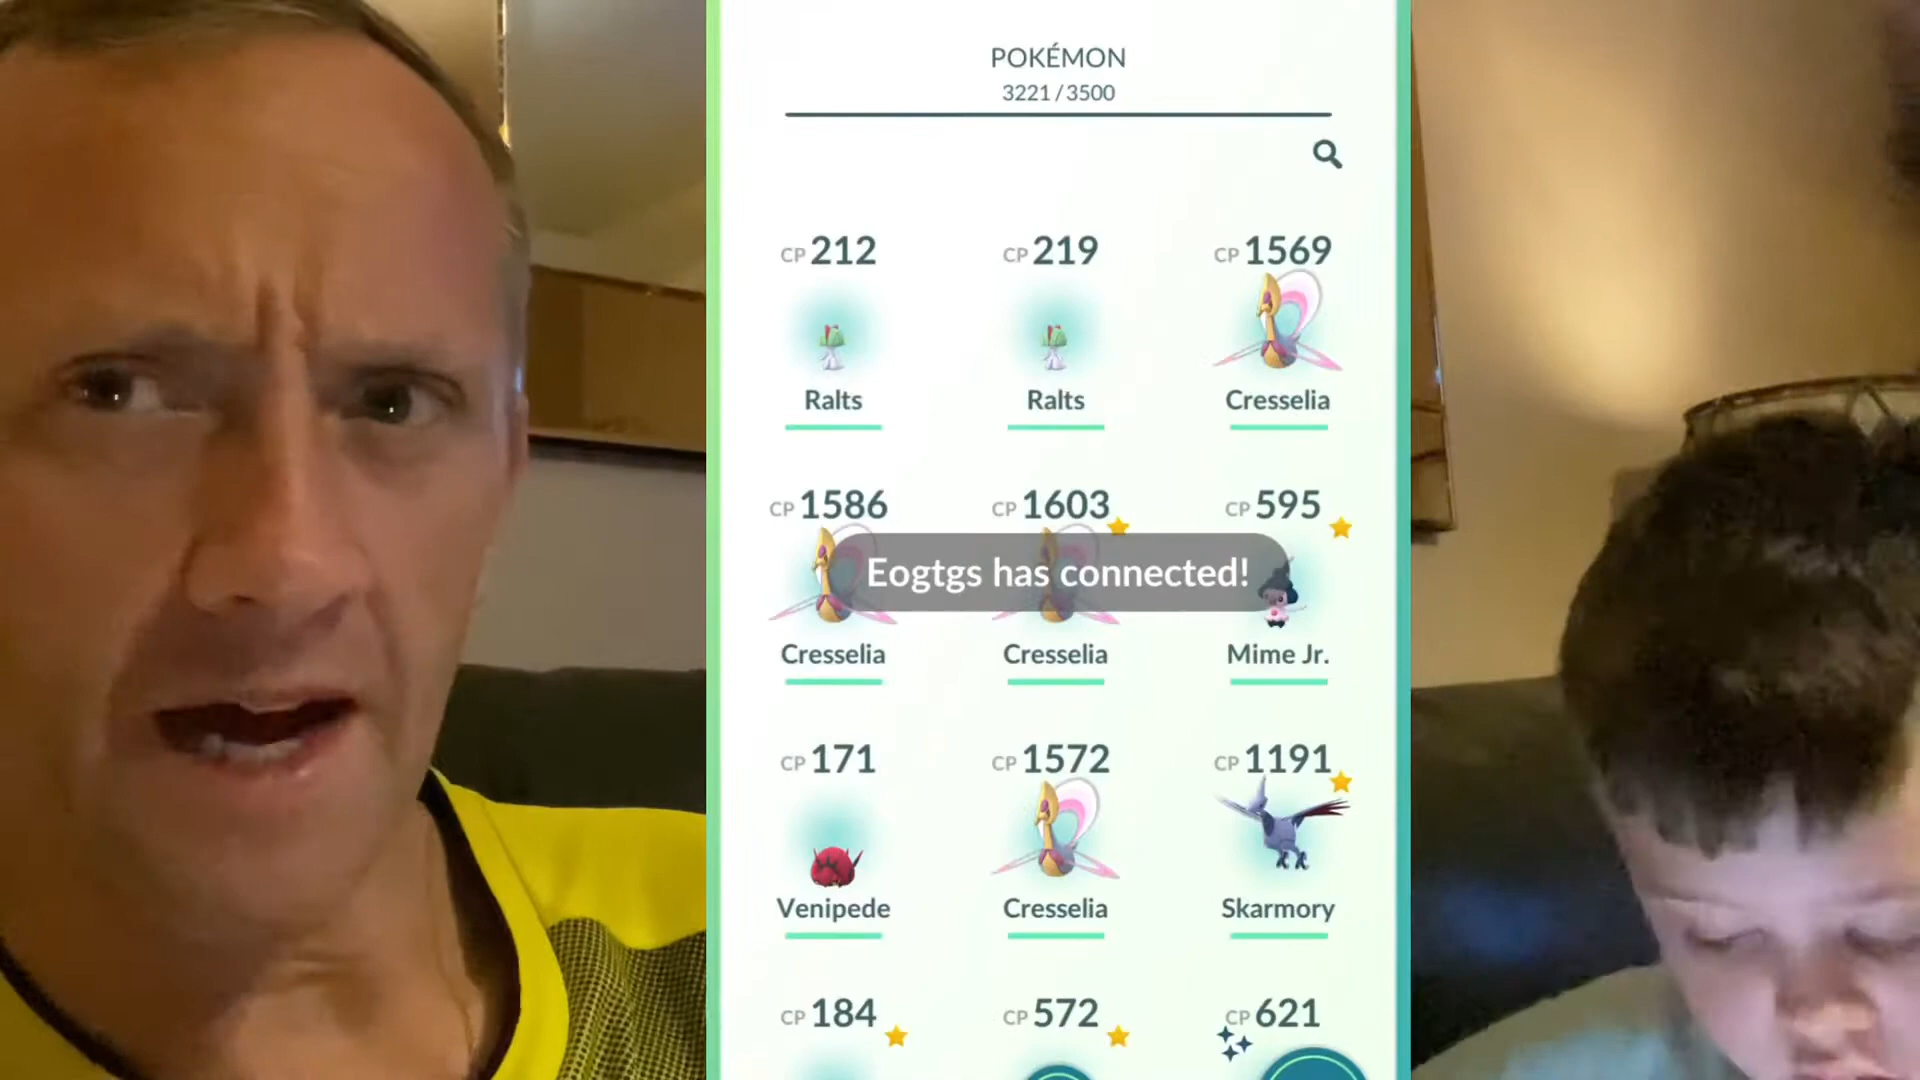 POKÉMON
3221 / 3500
CP 212 CP 219 CP 1569
Ralts Ralts Cresselia
CP 1586 CP 1603 CP 595
Eogtgs has connected!
Cresselia Cresselia Mime Jr.
CP 171 CP 1572 CP 1191
Venipede Cresselia Skarmory
CP 184 CP 572 CP 621